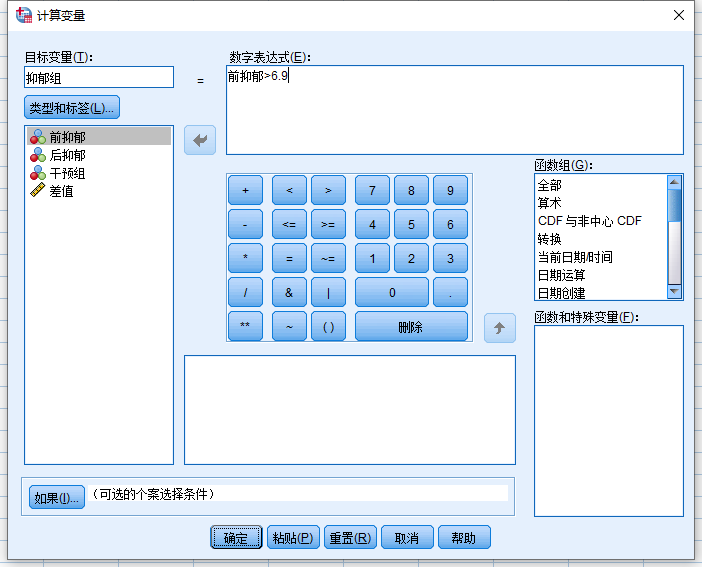 计算变量
目标变量(T):
抑郁组
=
数字表达式(E):
前抑郁>6.9
类型和标签(L)...
前抑郁
后抑郁
干预组
差值
+ < > 7 8 9
- <= >= 4 5 6
* = ~= 1 2 3
/ & | 0 .
** ~ ( ) 删除
函数组(G):
全部
算术
CDF 与非中心 CDF
转换
当前日期/时间
日期运算
日期创建
函数和特殊变量(F):
如果(I)...
（可选的个案选择条件）
确定 粘贴(P) 重置(R) 取消 帮助